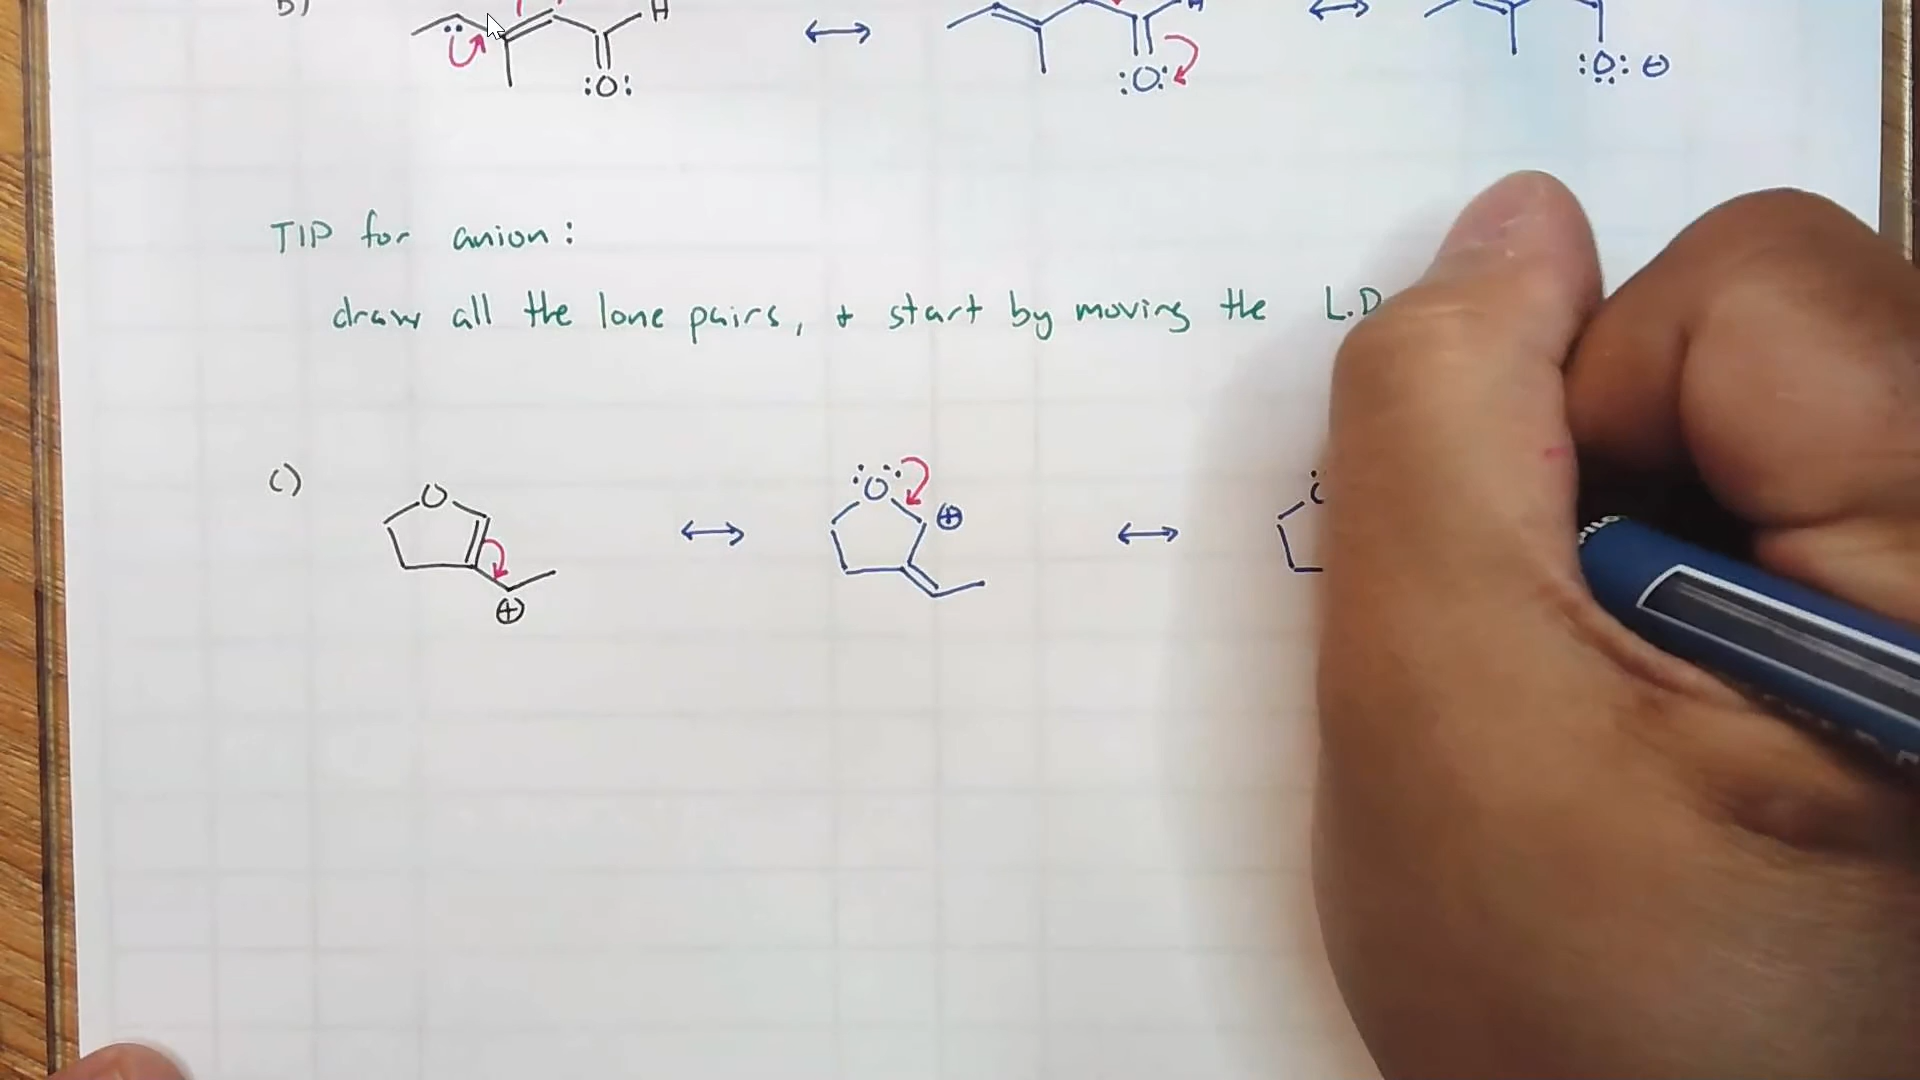 B)
H
:O:
:O:
H
:O: ⊖
TIP for anion:
draw all the lone pairs, + start by moving the L.P
c)
O
⊕
:O:
⊕